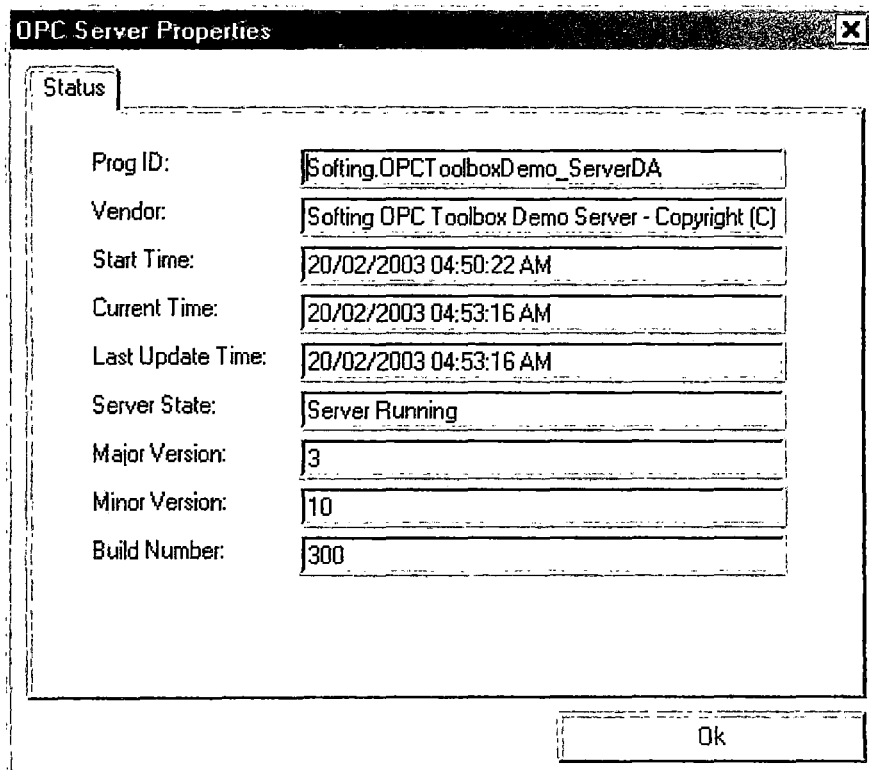 OPC Server Properties
Status
Prog ID: Softing.OPCToolboxDemo_ServerDA
Vendor: Softing OPC Toolbox Demo Server - Copyright (C)
Start Time: 20/02/2003 04:50:22 AM
Current Time: 20/02/2003 04:53:16 AM
Last Update Time: 20/02/2003 04:53:16 AM
Server State: Server Running
Major Version: 3
Minor Version: 10
Build Number: 300
Ok